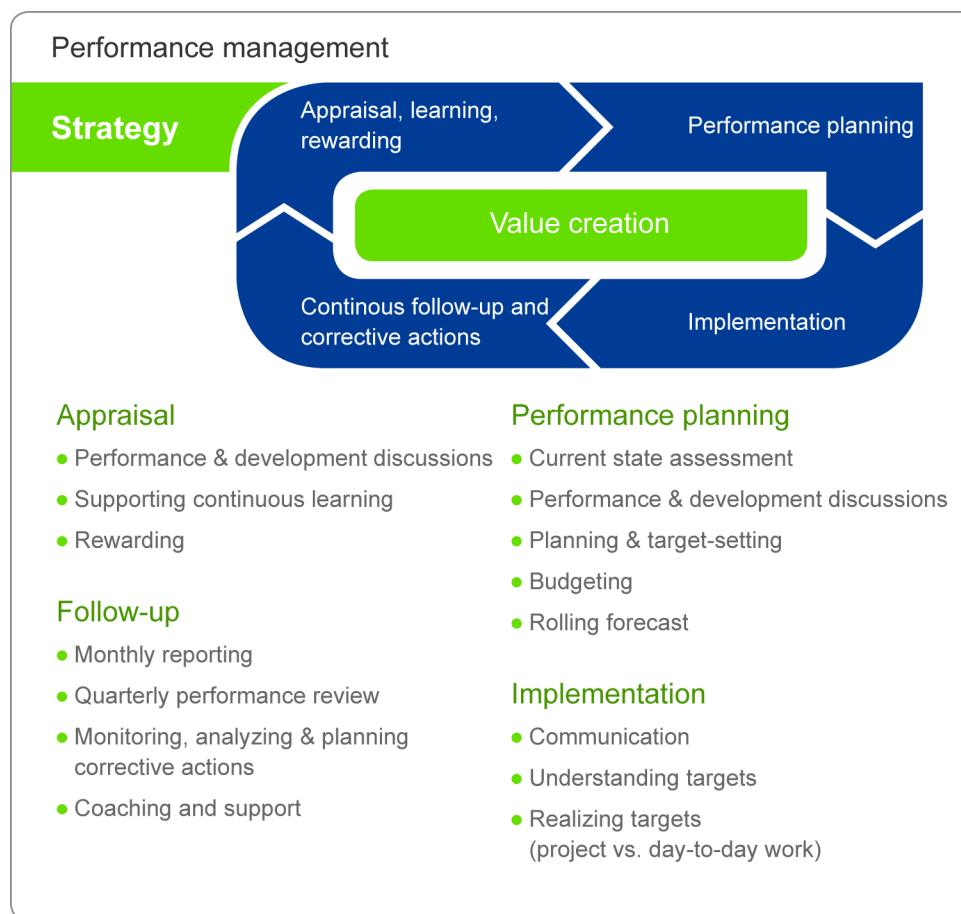 Performance management
Strategy
Appraisal, learning,
rewarding
Performance planning
Value creation
Continous follow-up and
corrective actions
Implementation
Appraisal
• Performance & development discussions
• Supporting continuous learning
• Rewarding
Follow-up
• Monthly reporting
• Quarterly performance review
• Monitoring, analyzing & planning
corrective actions
• Coaching and support
Performance planning
• Current state assessment
• Performance & development discussions
• Planning & target-setting
• Budgeting
• Rolling forecast
Implementation
• Communication
• Understanding targets
• Realizing targets
(project vs. day-to-day work)